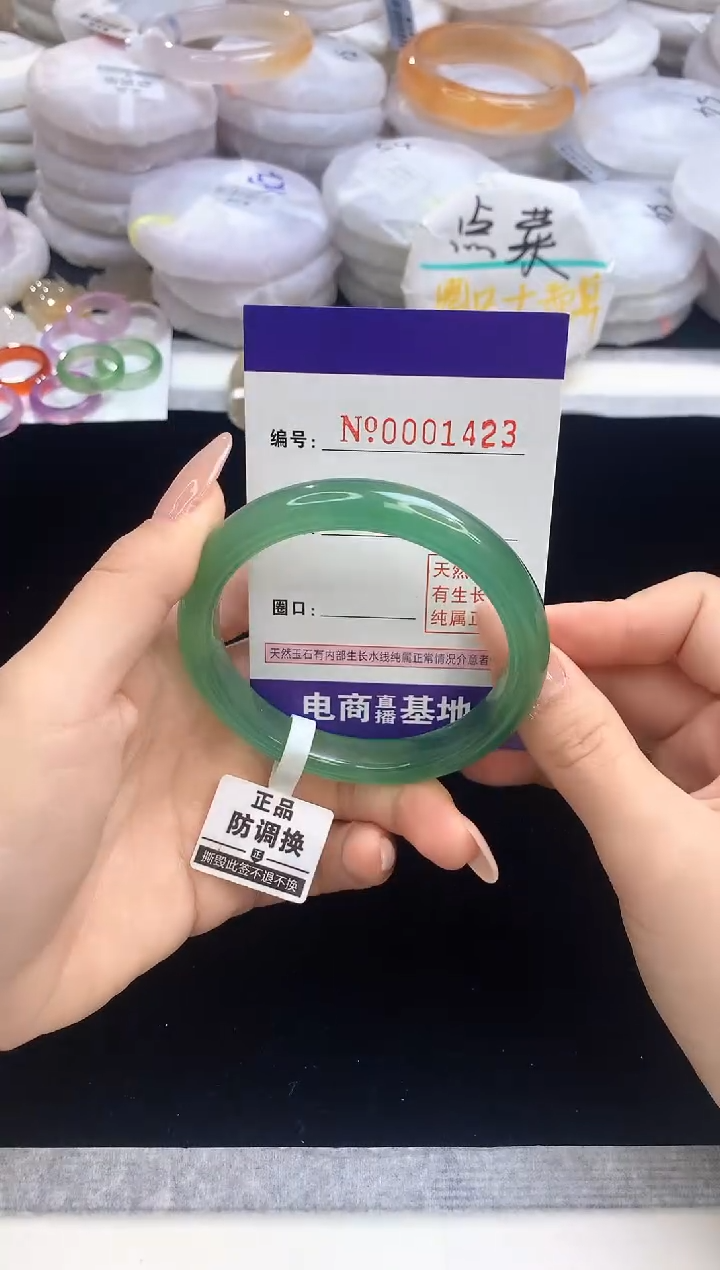 点菜
编号: №0001423
天然
有生长
纯属正
圈口:
天然玉石有内部生长水线纯属正常情况介意者
电商直播基地
正品
防调换
正
撕毁此签不退不换